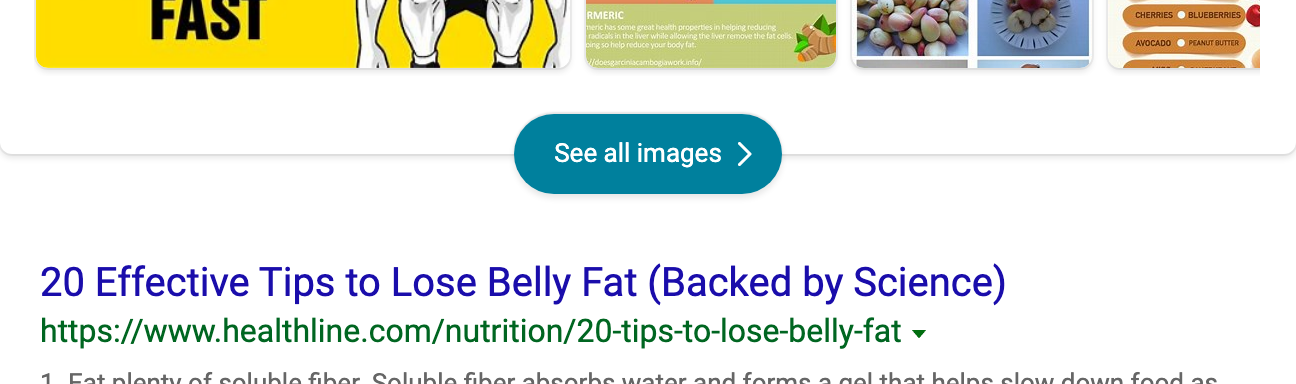 FAST
RMERIC
meric has some great health properties in helping reducing
radicals in the liver while allowing the liver remove the fat cells.
oing so help reduce your body fat.
//doesgarciniacambogiawork.info/
CHERRIES BLUEBERRIES
AVOCADO PEANUT BUTTER
See all images
20 Effective Tips to Lose Belly Fat (Backed by Science)
https://www.healthline.com/nutrition/20-tips-to-lose-belly-fat
1. Eat plenty of soluble fiber. Soluble fiber absorbs water and forms a gel that helps slow down food as